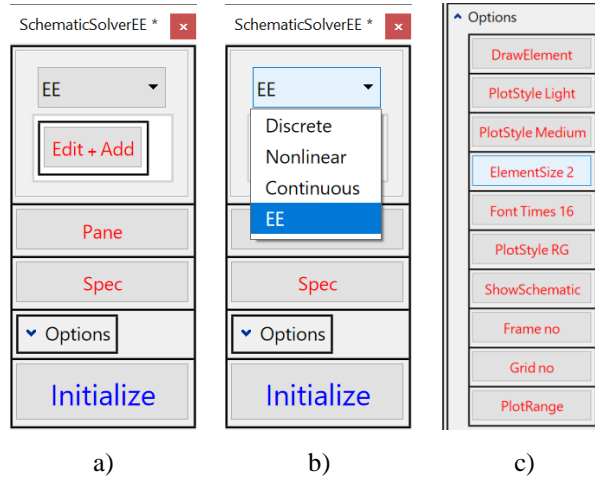 SchematicSolverEE * x
EE
Edit + Add
Pane
Spec
Options
Initialize
a)
SchematicSolverEE * x
EE
Discrete
Nonlinear
Continuous
EE
Spec
Options
Initialize
b)
Options
DrawElement
PlotStyle Light
PlotStyle Medium
ElementSize 2
Font Times 16
PlotStyle RG
ShowSchematic
Frame no
Grid no
PlotRange
c)